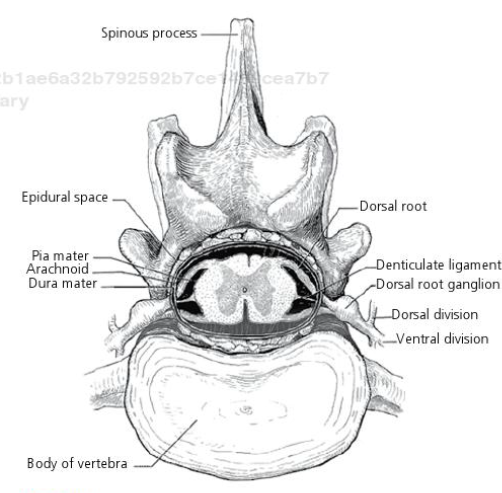 Spinous process
ary
Epidural space
Dorsal root
Pia mater
Arachnoid
Dura mater
Denticulate ligament
Dorsal root ganglion
Dorsal division
Ventral division
Body of vertebra